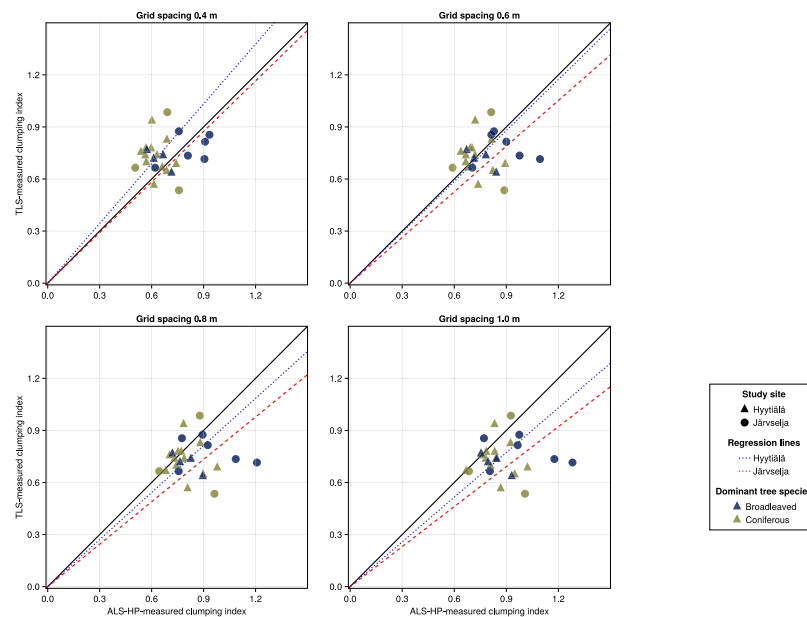 Grid spacing 0.4 m
Grid spacing 0.6 m
TLS-measured clumping index
1.2
0.9
0.6
0.3
0.0
0.0
0.3
0.6
0.9
1.2
1.2
0.9
0.6
0.3
0.0
0.0
0.3
0.6
0.9
1.2
Grid spacing 0.8 m
Grid spacing 1.0 m
TLS-measured clumping index
1.2
0.9
0.6
0.3
0.0
0.0
0.3
0.6
0.9
1.2
ALS-HP-measured clumping index
1.2
0.9
0.6
0.3
0.0
0.0
0.3
0.6
0.9
1.2
ALS-HP-measured clumping index
Study site
Hyytiälä
Järvselja
Regression lines
Hyytiälä
Järvselja
Dominant tree specie
Broadleaved
Coniferous